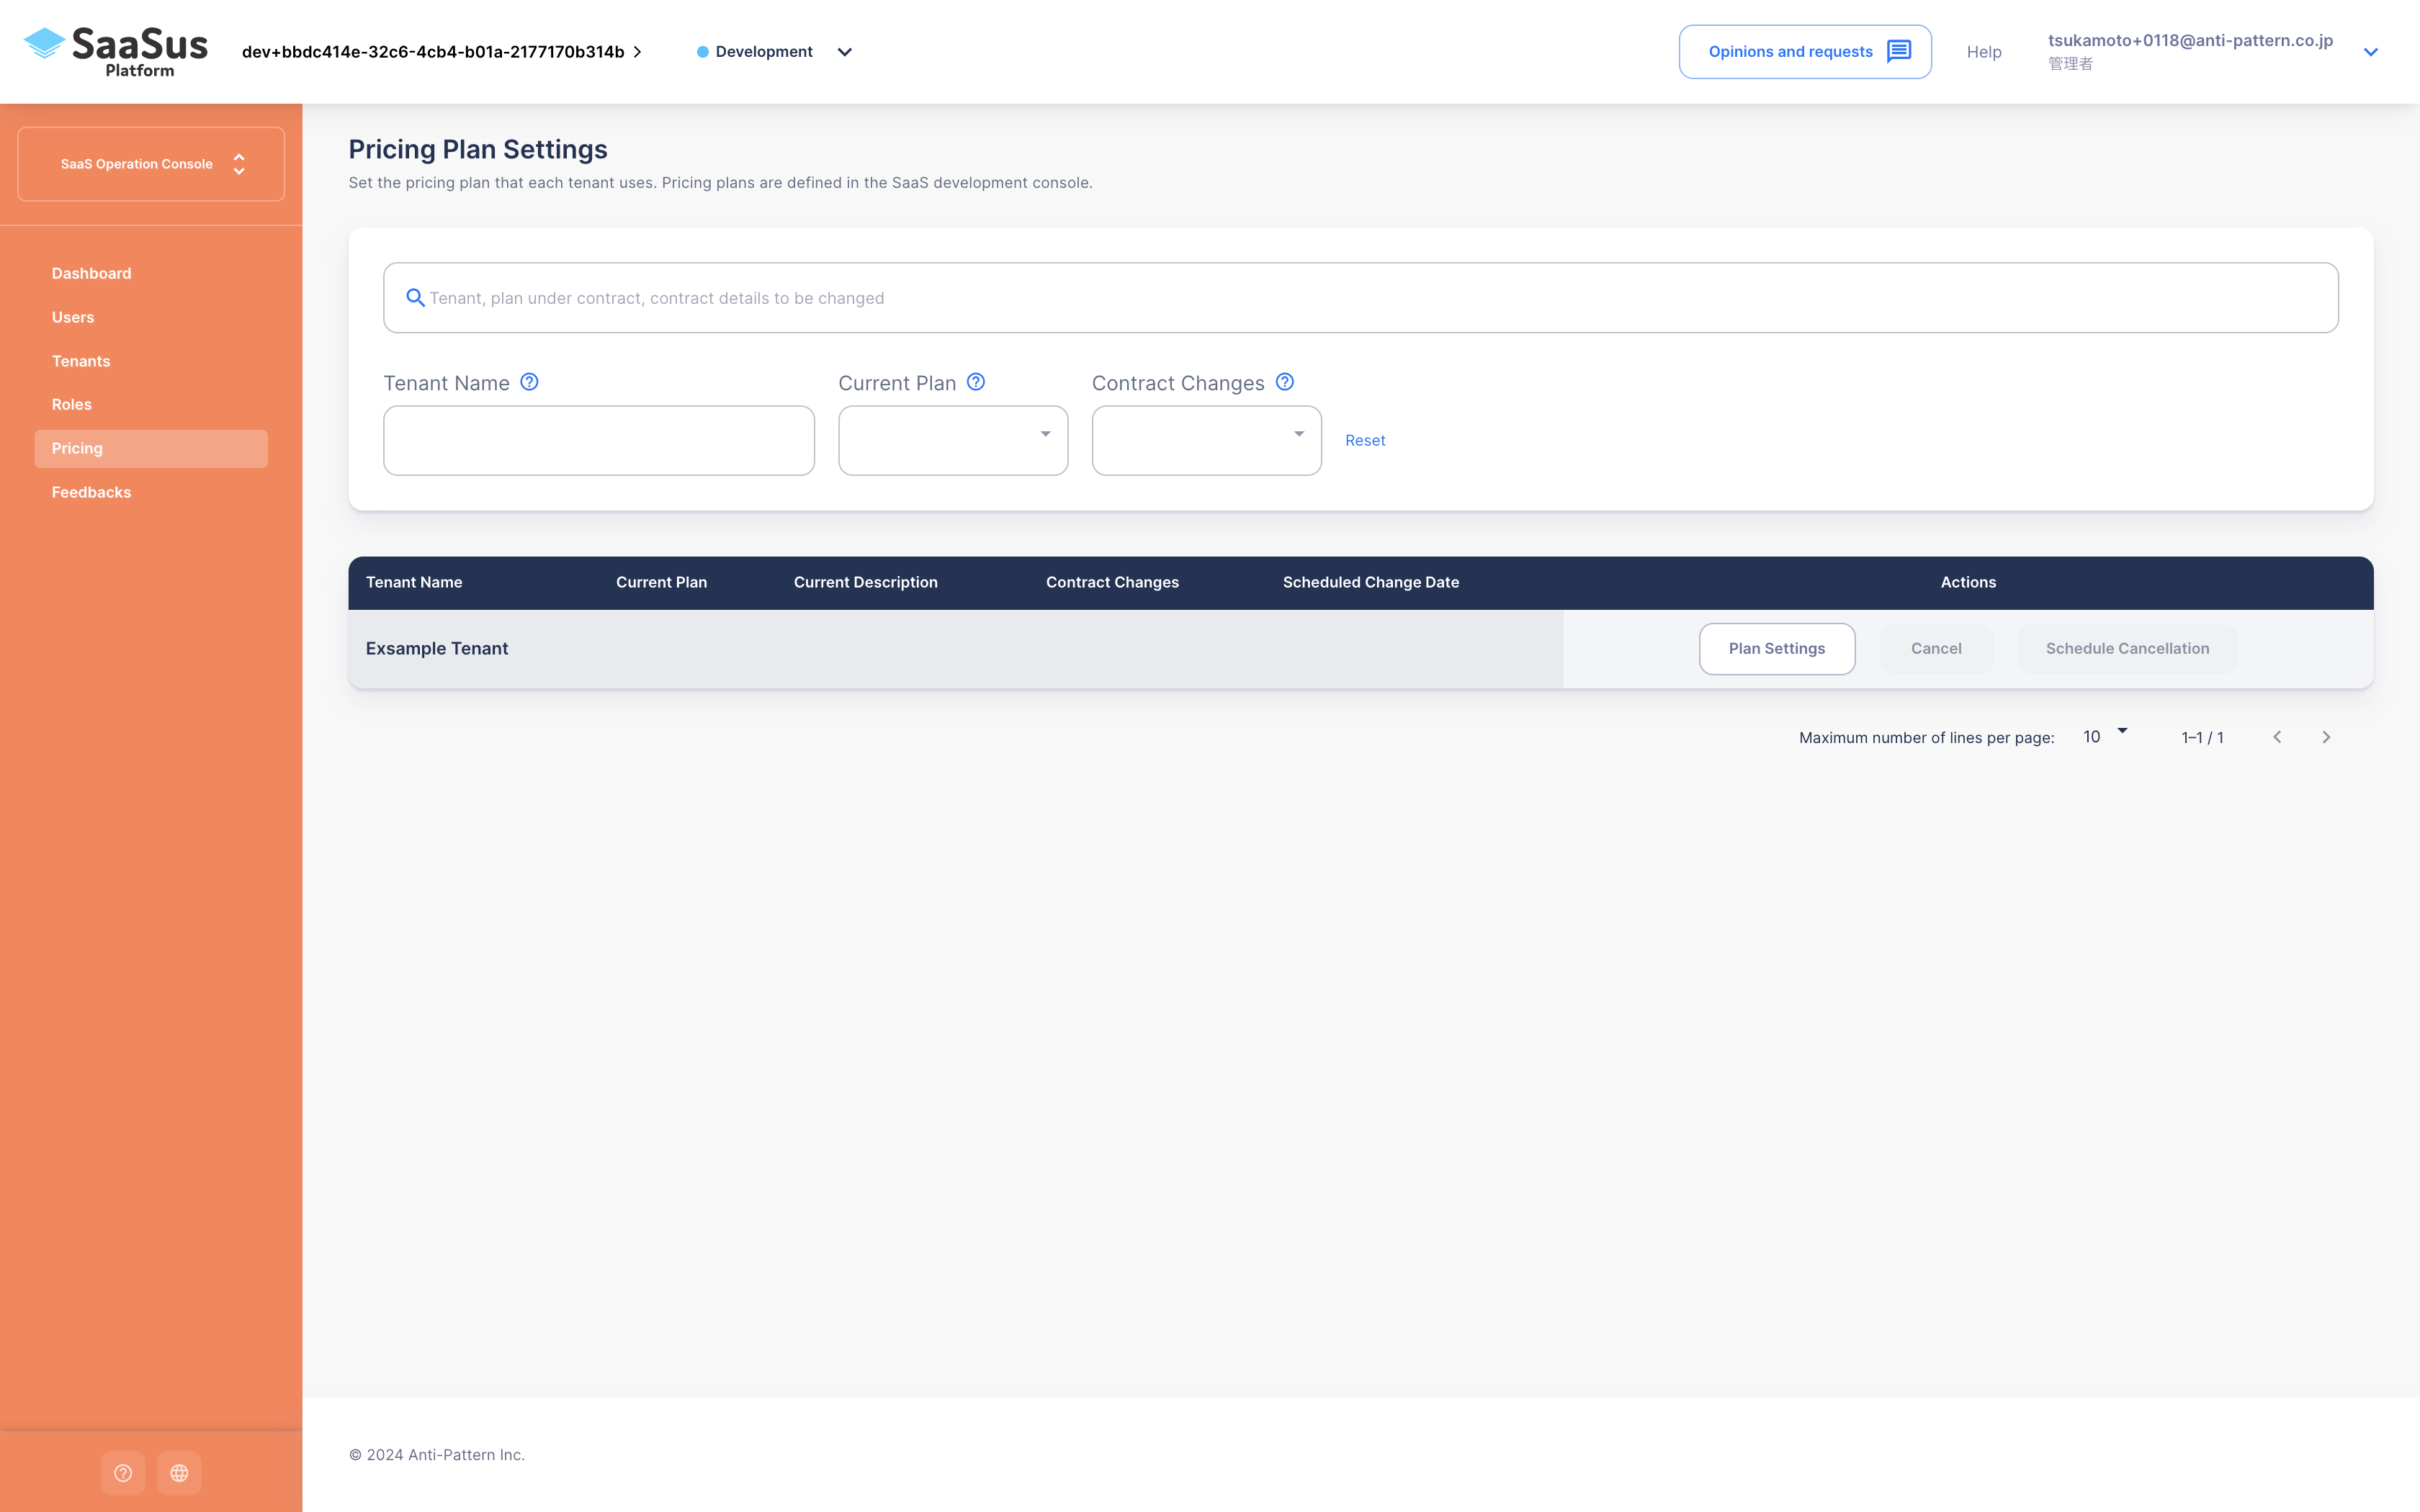 SaaSus
Platform
dev+bbdc414e-32c6-4cb4-b01a-2177170b314b
Development
Opinions and requests
Help
tsukamoto+0118@anti-pattern.co.jp
管理者
SaaS Operation Console
Dashboard
Users
Tenants
Roles
Pricing
Feedbacks
Pricing Plan Settings
Set the pricing plan that each tenant uses. Pricing plans are defined in the SaaS development console.
Tenant, plan under contract, contract details to be changed
Tenant Name
Current Plan
Contract Changes
Reset
Tenant Name Current Plan Current Description Contract Changes Scheduled Change Date Actions
Exsample Tenant Plan Settings Cancel Schedule Cancellation
Maximum number of lines per page: 10 1–1 / 1
© 2024 Anti-Pattern Inc.